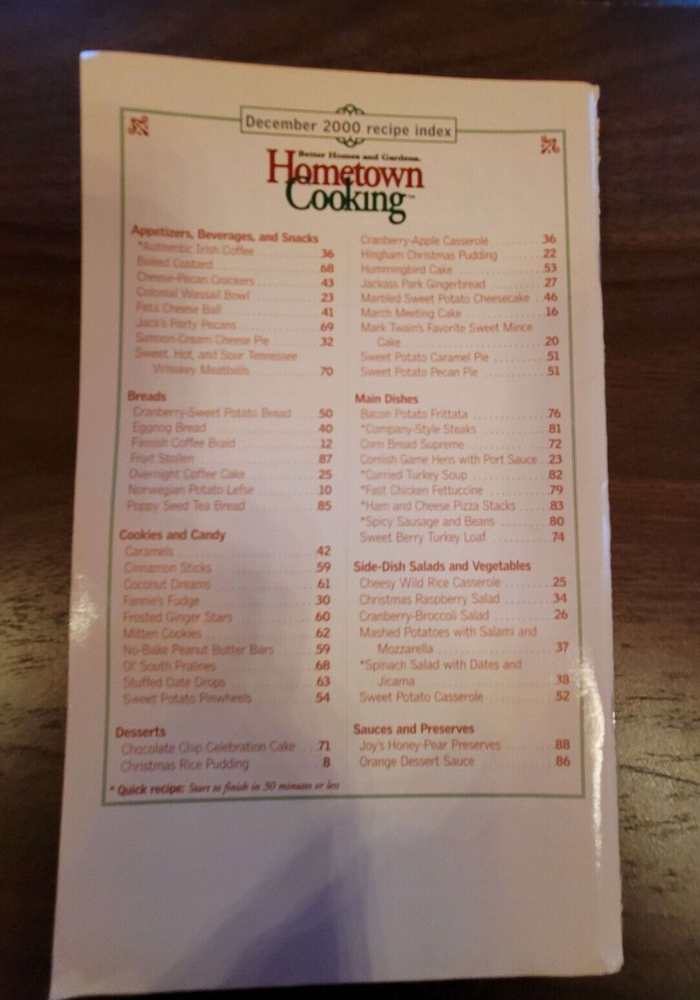 December 2000 recipe index
Better Homes and Gardens.
Hometown
Cooking™
Appetizers, Beverages, and Snacks
*Authentic Irish Coffee 36
Boiled Custard 68
Cheese-Pecan Crackers 43
Colonial Wassail Bowl 23
Feta Cheese Ball 41
Jack's Party Pecans 69
Salmon-Cream Cheese Pie 32
Sweet, Hot, and Sour Tennessee
Whiskey Meatballs 70
Breads
Cranberry-Sweet Potato Bread 50
Eggnog Bread 40
Finnish Coffee Braid 12
Fruit Stollen 87
Overnight Coffee Cake 25
Norwegian Potato Lefse 10
Poppy Seed Tea Bread 85
Cookies and Candy
Caramels 42
Cinnamon Sticks 59
Coconut Dreams 61
Fannie's Fudge 30
Frosted Ginger Stars 60
Mitten Cookies 62
No-Bake Peanut Butter Bars 59
Ol' South Pralines 68
Stuffed Date Drops 63
Sweet Potato Pinwheels 54
Desserts
Chocolate Chip Celebration Cake 71
Christmas Rice Pudding 8
Cranberry-Apple Casserole 36
Hingham Christmas Pudding 22
Hummingbird Cake 53
Jackass Park Gingerbread 27
Marbled Sweet Potato Cheesecake 46
March Meeting Cake 16
Mark Twain's Favorite Sweet Mince
Cake 20
Sweet Potato Caramel Pie 51
Sweet Potato Pecan Pie 51
Main Dishes
Bacon Potato Frittata 76
*Company-Style Steaks 81
Corn Bread Supreme 72
Cornish Game Hens with Port Sauce 23
*Curried Turkey Soup 82
*Fast Chicken Fettuccine 79
*Ham and Cheese Pizza Stacks 83
*Spicy Sausage and Beans 80
Sweet Berry Turkey Loaf 74
Side-Dish Salads and Vegetables
Cheesy Wild Rice Casserole 25
Christmas Raspberry Salad 34
Cranberry-Broccoli Salad 26
Mashed Potatoes with Salami and
Mozzarella 37
*Spinach Salad with Dates and
Jicama 38
Sweet Potato Casserole 52
Sauces and Preserves
Joy's Honey-Pear Preserves 88
Orange Dessert Sauce 86
* Quick recipe: Start to finish in 30 minutes or less